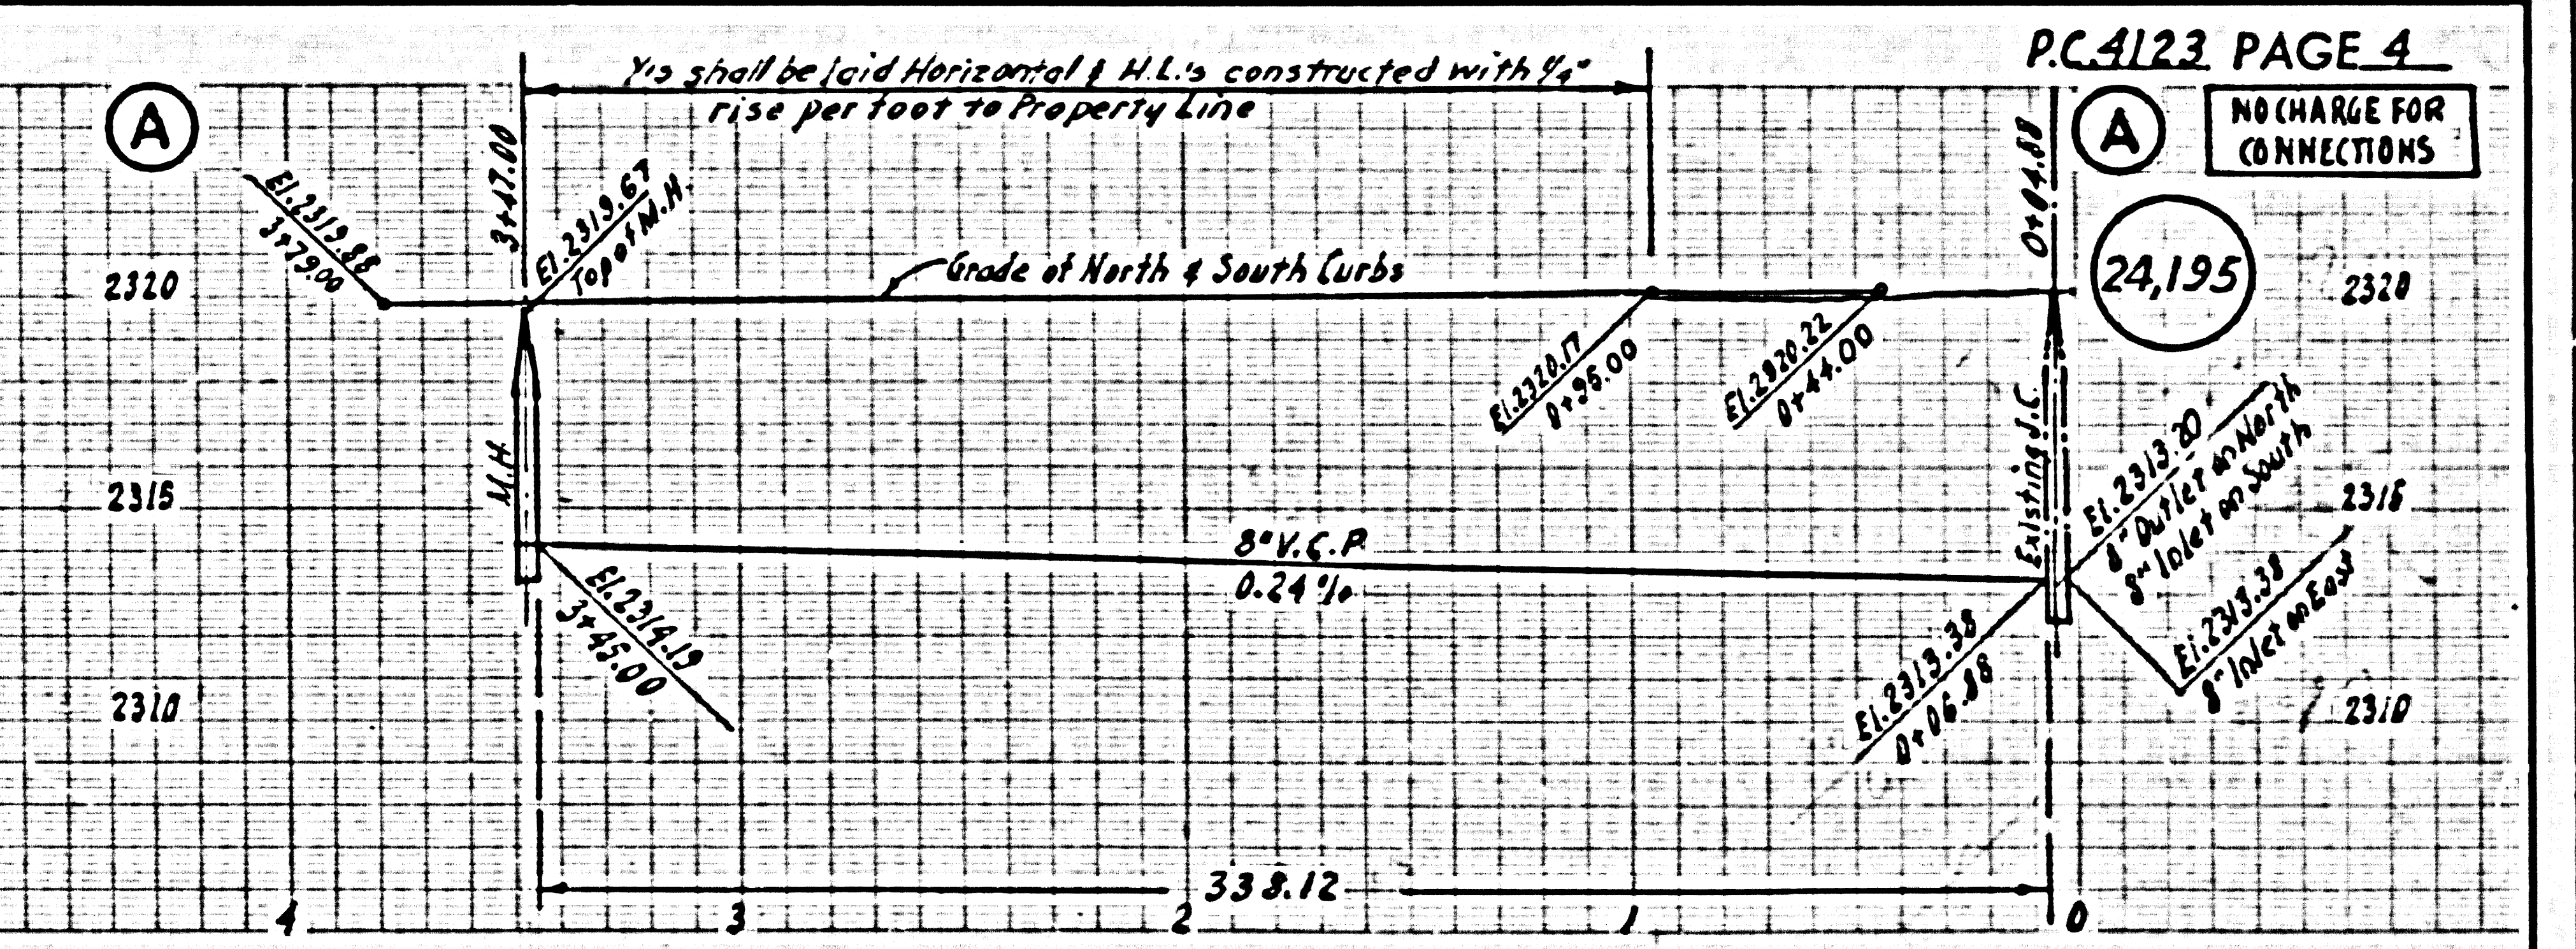 P.C.4123 PAGE 4
Y's shall be laid Horizontal & H.L.'s constructed with 1/4"
rise per foot to Property Line
A
A
NO CHARGE FOR
CONNECTIONS
3+47.00
0+04.88
El.2319.88
3+79.00
El.2319.67
Top of M.H.
24,195
2320
Grade of North & South Curbs
2320
El.2320.17
0+95.00
El.2920.22
0+44.00
M.H.
Existing J.C.
El.2313.20
8" Outlet on North
8" Inlet on South
2315
2315
8" V.C.P.
0.24 %
El.2314.19
3+45.00
El.2313.38
0+06.88
El.2313.38
8" Inlet on East
2310
2310
338.12
4
3
2
1
0